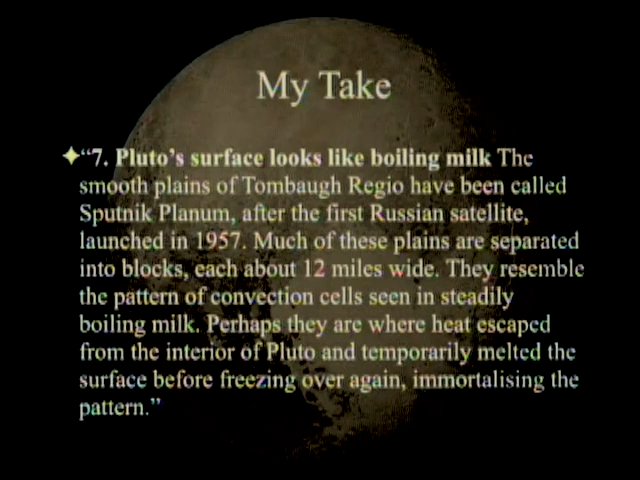 My Take
✦“7. Pluto’s surface looks like boiling milk The
smooth plains of Tombaugh Regio have been called
Sputnik Planum, after the first Russian satellite,
launched in 1957. Much of these plains are separated
into blocks, each about 12 miles wide. They resemble
the pattern of convection cells seen in steadily
boiling milk. Perhaps they are where heat escaped
from the interior of Pluto and temporarily melted the
surface before freezing over again, immortalising the
pattern.”